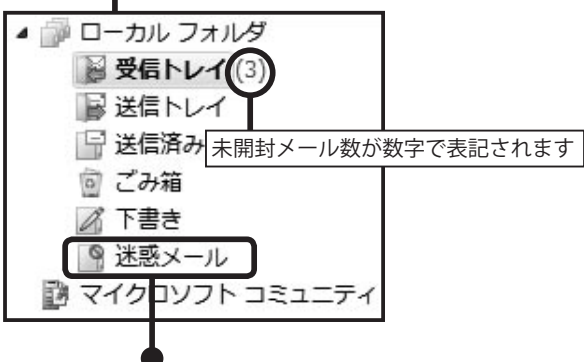 ローカル フォルダ
受信トレイ (3)
送信トレイ
送信済み
未開封メール数が数字で表記されます
ごみ箱
下書き
迷惑メール
マイクロソフト コミュニティ